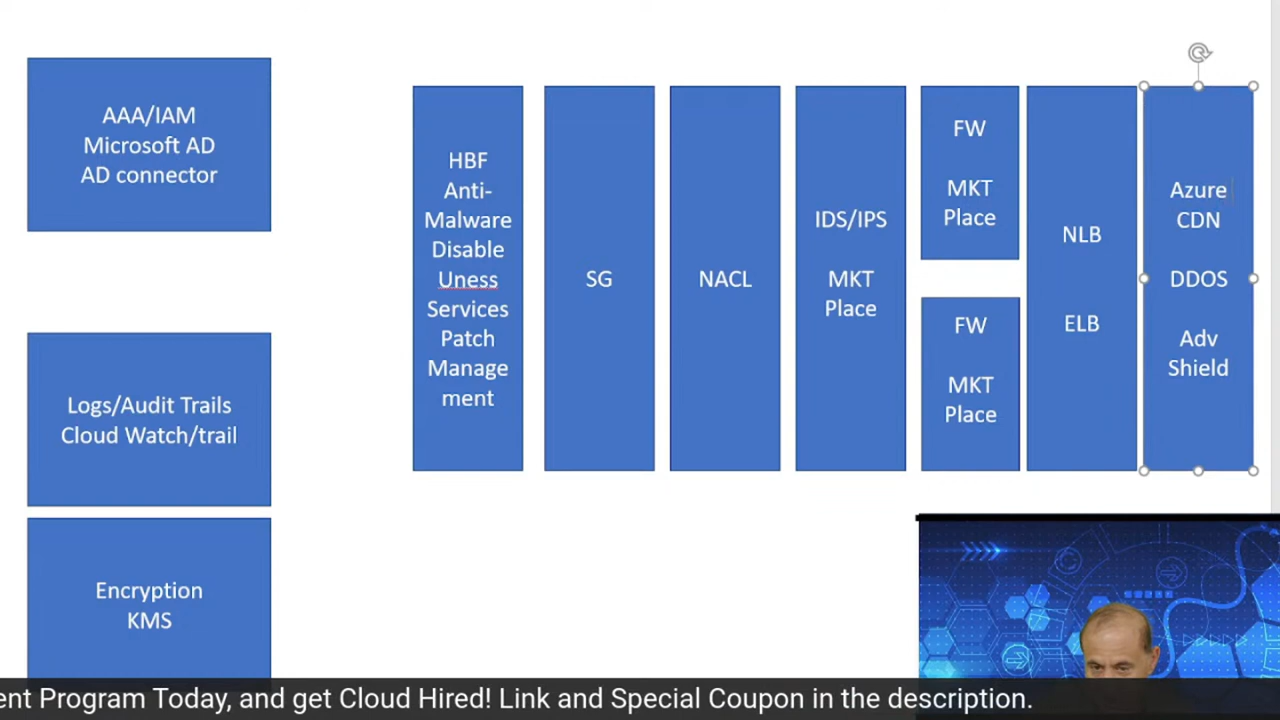 AAA/IAM
Microsoft AD
AD connector
Logs/Audit Trails
Cloud Watch/trail
Encryption
KMS
HBF
Anti-
Malware
Disable
Uness
Services
Patch
Manage
ment
SG
NACL
IDS/IPS
MKT
Place
FW
MKT
Place
FW
MKT
Place
NLB
ELB
Azure
CDN
DDOS
Adv
Shield
ent Program Today, and get Cloud Hired! Link and Special Coupon in the description.